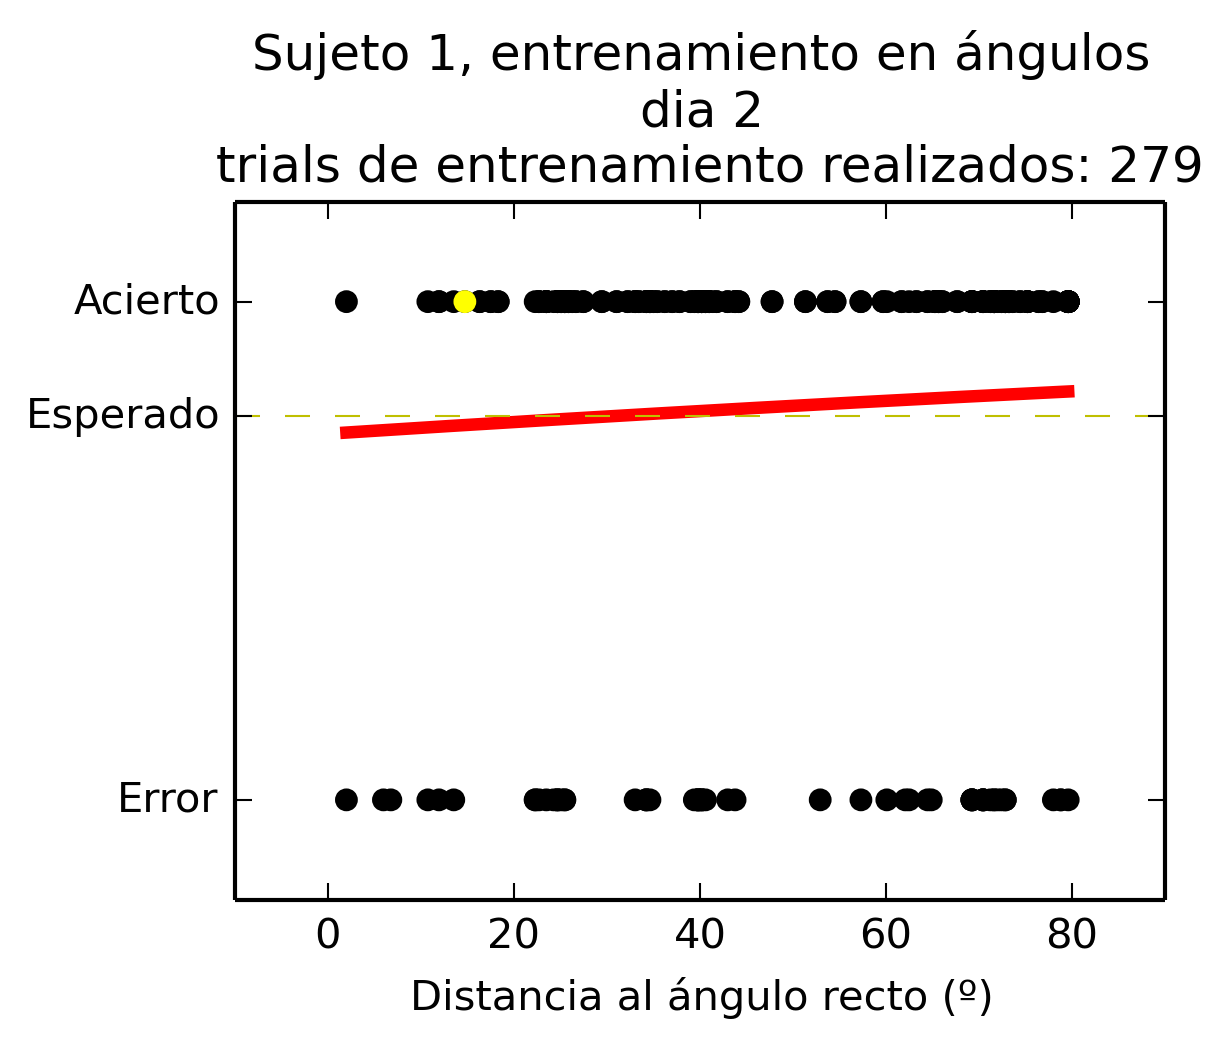 Sujeto 1, entrenamiento en ángulos
dia 2
trials de entrenamiento realizados: 279
Acierto
Esperado
Error
0 20 40 60 80
Distancia al ángulo recto (º)